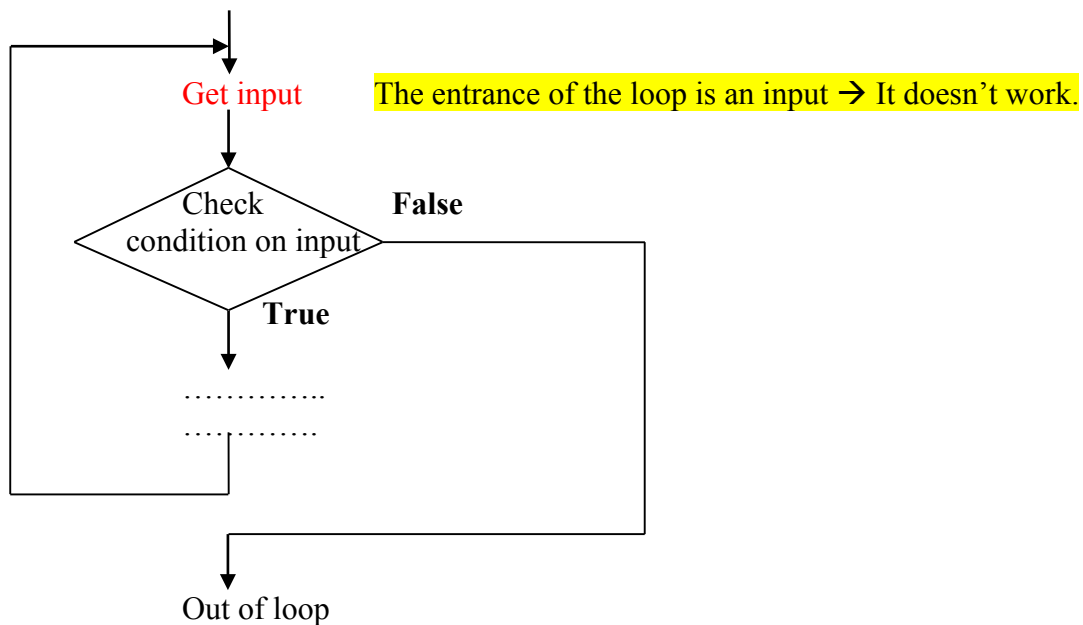 Get input
The entrance of the loop is an input → It doesn’t work.
Check
condition on input
False
True
…………..
………….
Out of loop